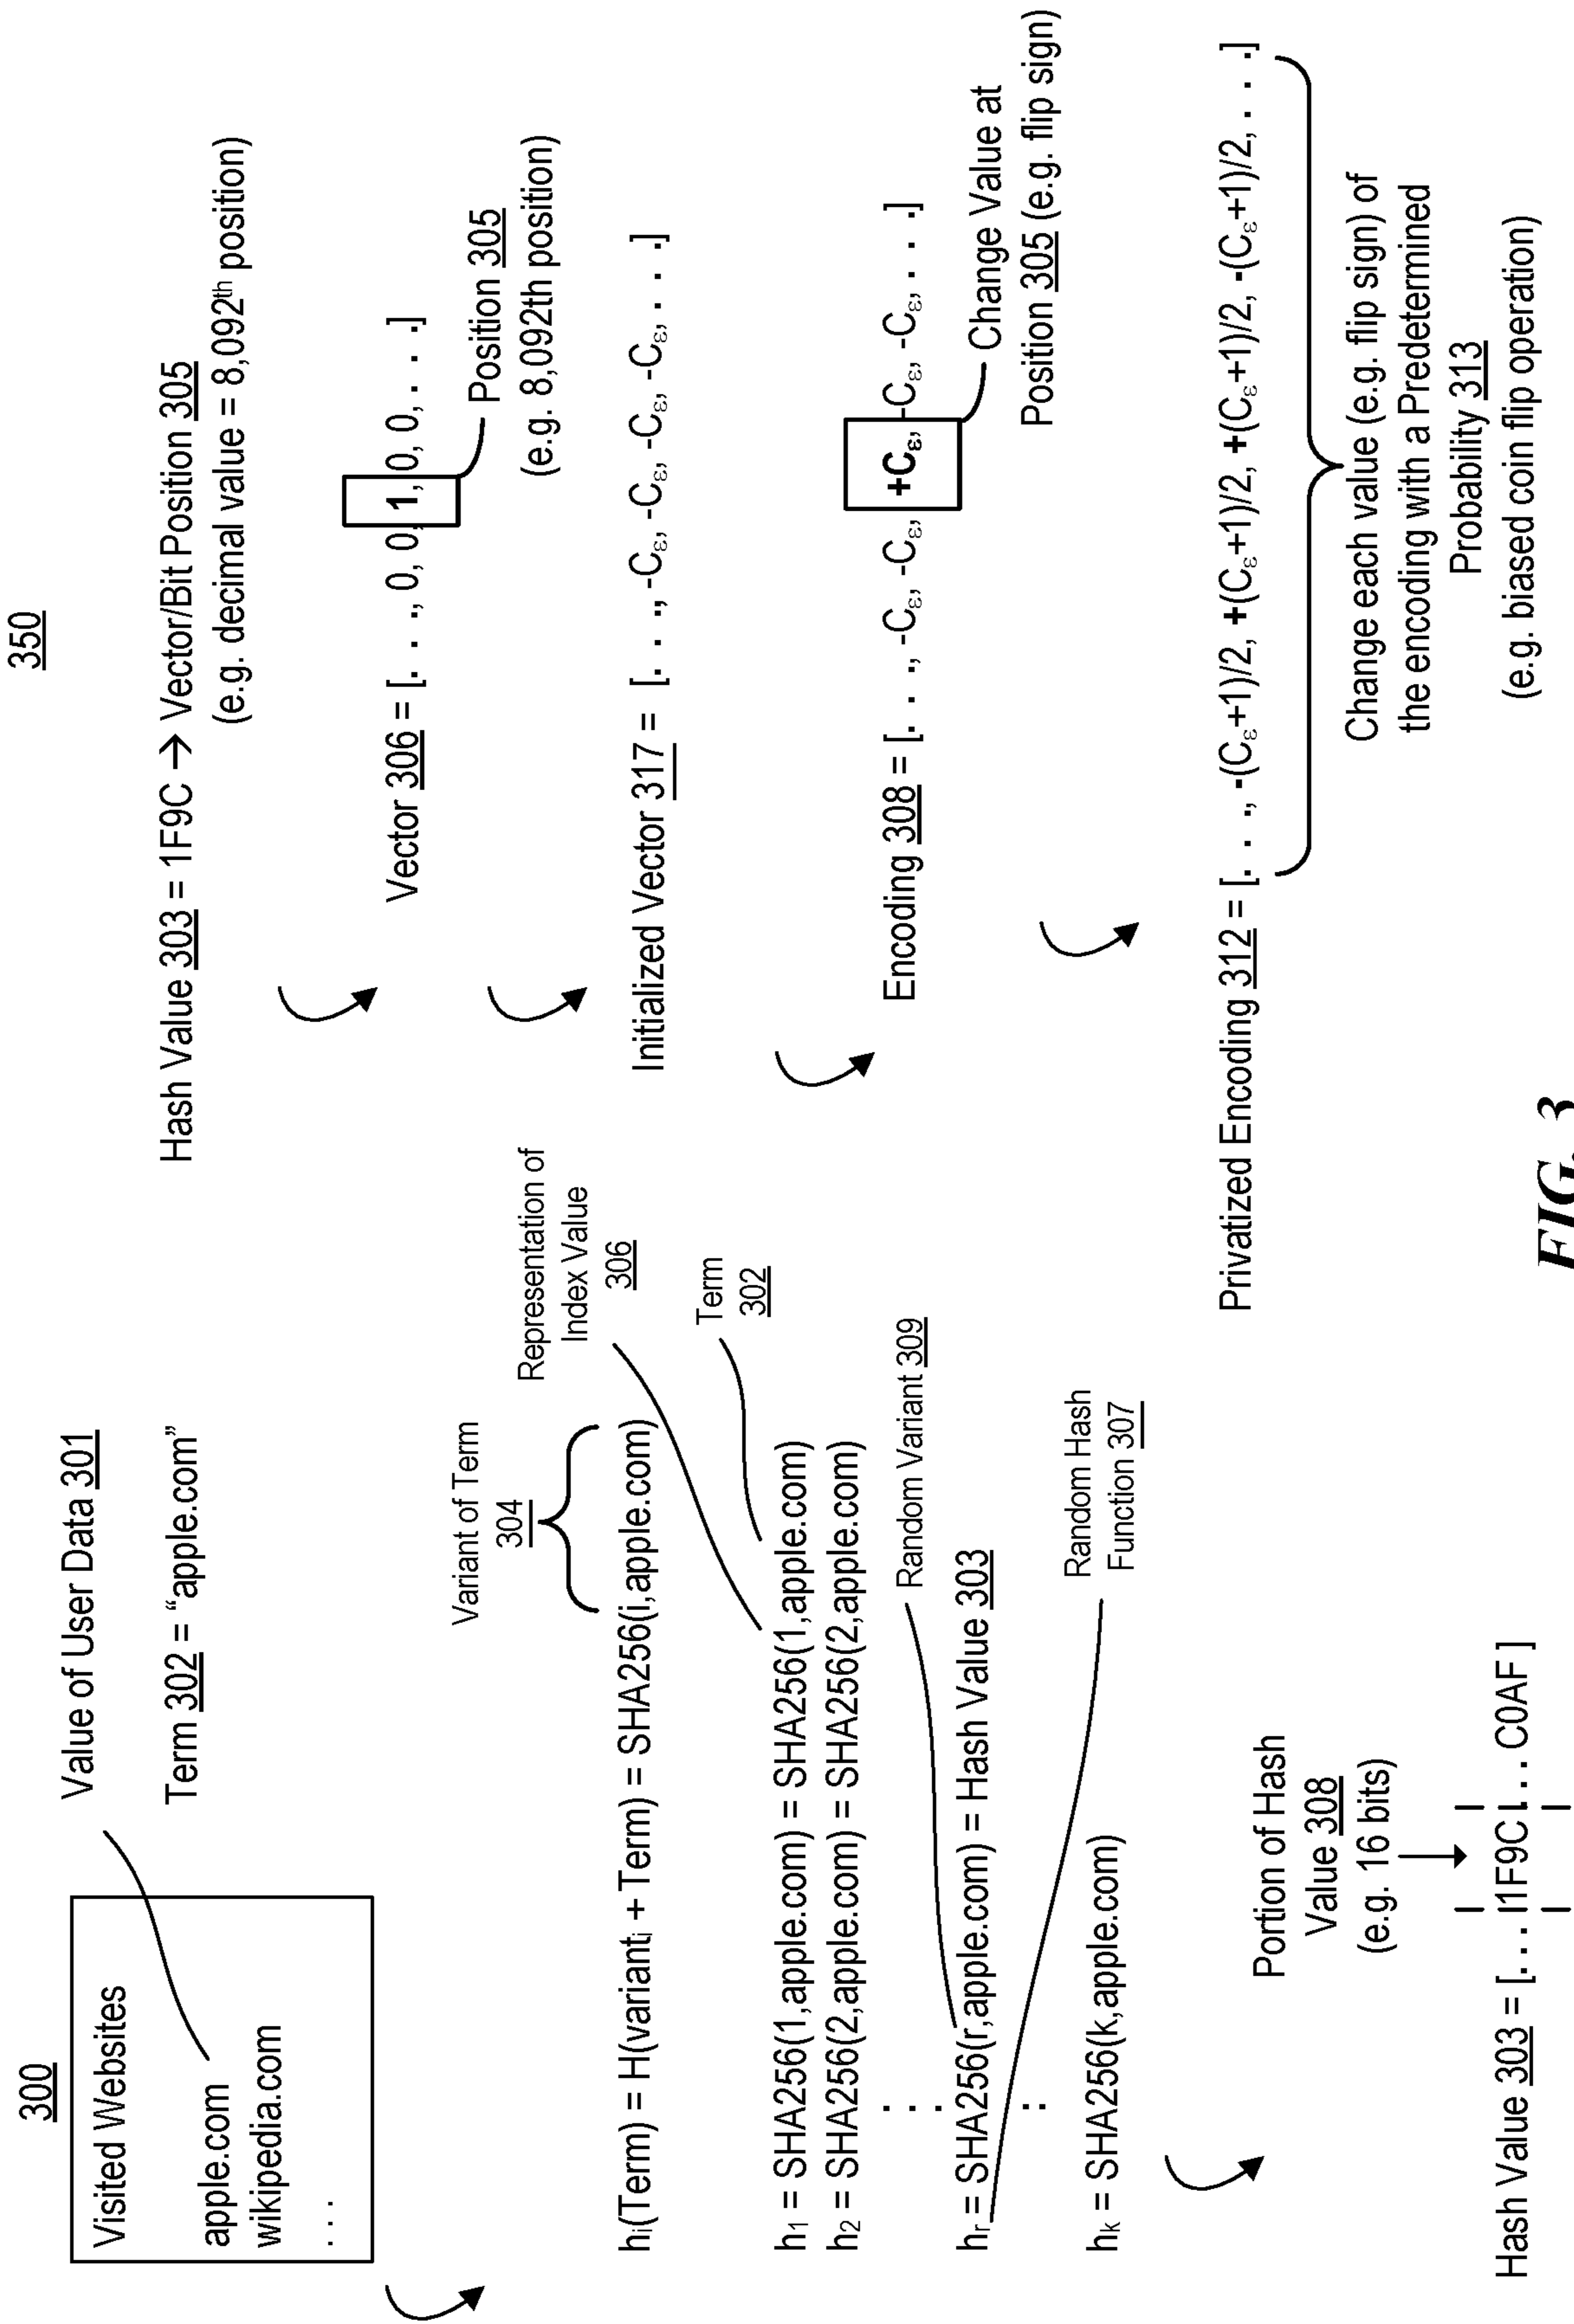 300
Visited Websites
apple.com
wikipedia.com
. . .
Value of User Data 301
Term 302 = “apple.com”
Variant of Term
304
hi(Term) = H(varianti + Term) = SHA256(i,apple.com)
Representation of
Index Value
306
Term
302
h1 = SHA256(1,apple.com) = SHA256(1,apple.com)
h2 = SHA256(2,apple.com) = SHA256(2,apple.com)
. . .
Random Variant 309
hr = SHA256(r,apple.com) = Hash Value 303
. .
Random Hash
Function 307
hk = SHA256(k,apple.com)
Portion of Hash
Value 308
(e.g. 16 bits)
Hash Value 303 = [. . . I1F9C I. . . C0AF ]
350
Hash Value 303 = 1F9C → Vector/Bit Position 305
(e.g. decimal value = 8,092th position)
Vector 306 = [. . ., 0, 0, 1, 0, 0, . . .]
Position 305
(e.g. 8,092th position)
Initialized Vector 317 = [. . ., -Cε, -Cε, -Cε, -Cε, . . .]
Encoding 308 = [. . ., -Cε, -Cε, +Cε, -Cε, -Cε, . . .]
Change Value at
Position 305 (e.g. flip sign)
Privatized Encoding 312 = [. . ., -(Cε+1)/2, +(Cε+1)/2, +(Cε+1)/2, -(Cε+1)/2, . . .]
Change each value (e.g. flip sign) of
the encoding with a Predetermined
Probability 313
(e.g. biased coin flip operation)
FIG. 3